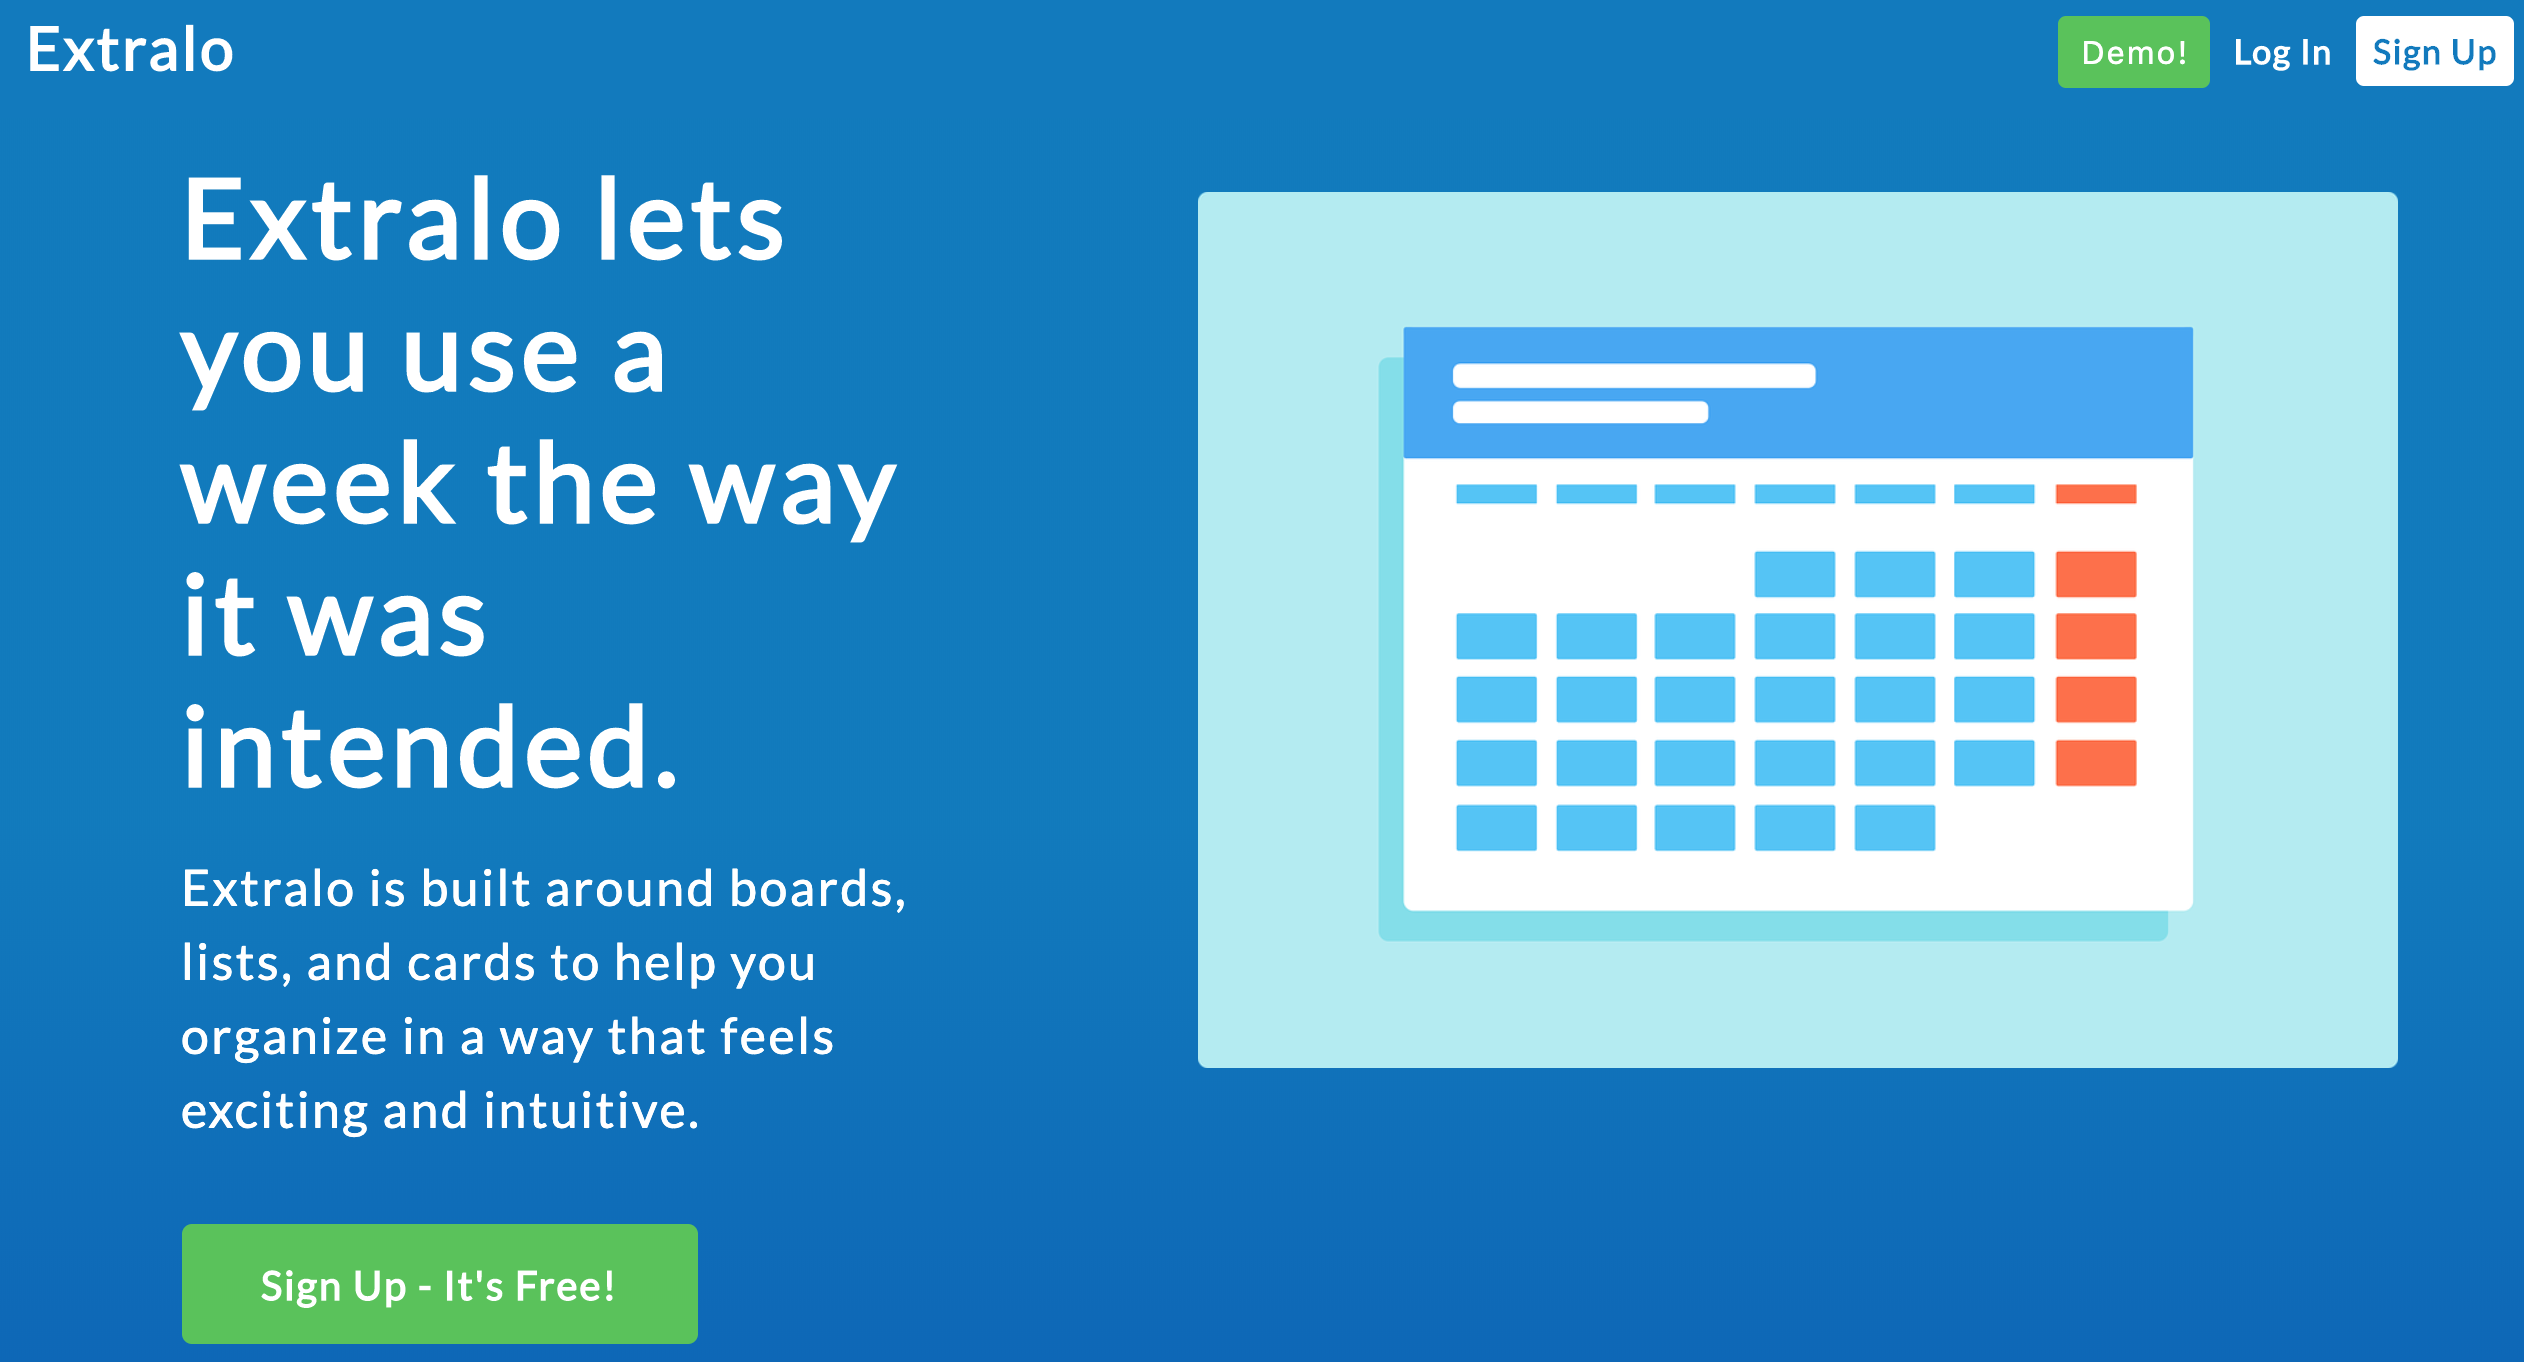 Extralo
Demo!
Log In
Sign Up
Extralo lets
you use a
week the way
it was
intended.
Extralo is built around boards,
lists, and cards to help you
organize in a way that feels
exciting and intuitive.
Sign Up - It's Free!